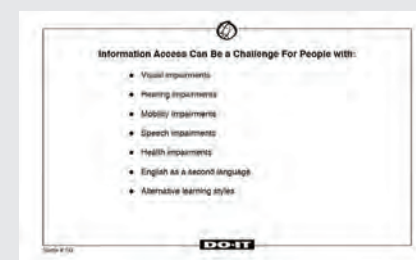 Information Access Can Be a Challenge For People with:
Visual impairments
Hearing impairments
Mobility impairments
Speech impairments
Health impairments
English as a second language
Alternative learning styles
DO-IT